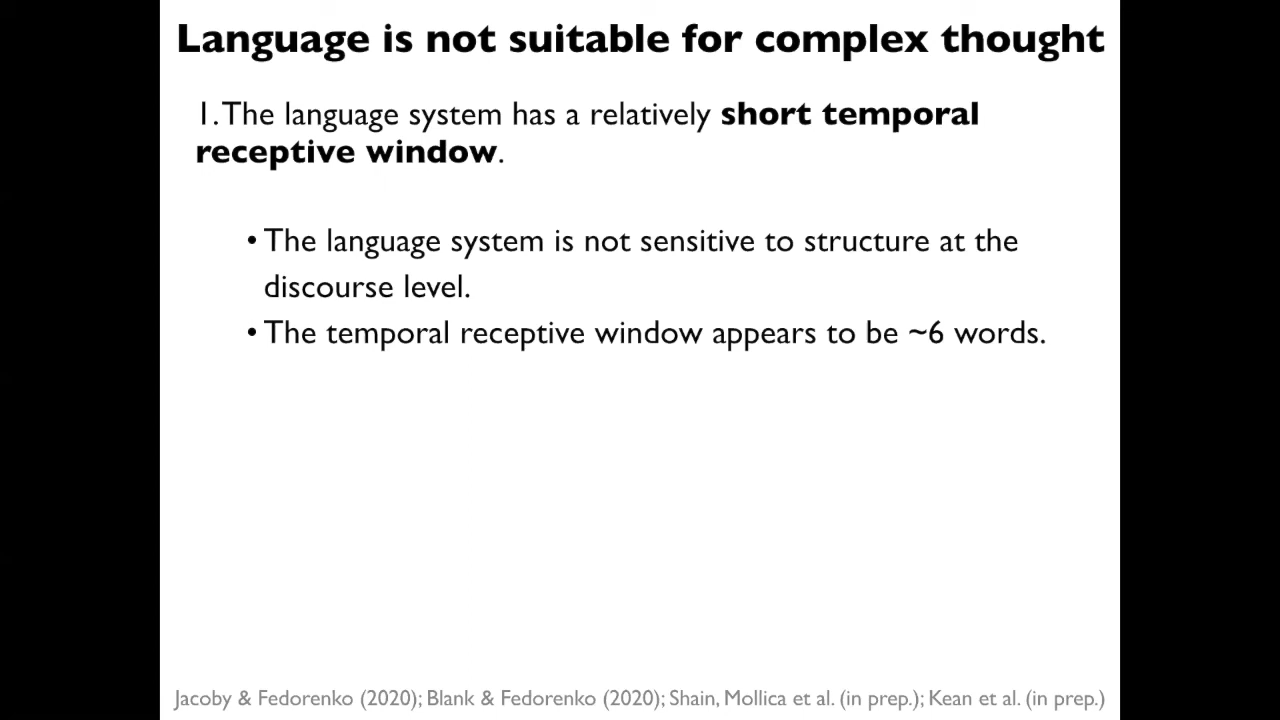 Language is not suitable for complex thought
1. The language system has a relatively short temporal
receptive window.
• The language system is not sensitive to structure at the
discourse level.
• The temporal receptive window appears to be ~6 words.
Jacoby & Fedorenko (2020); Blank & Fedorenko (2020); Shain, Mollica et al. (in prep.); Kean et al. (in prep.)